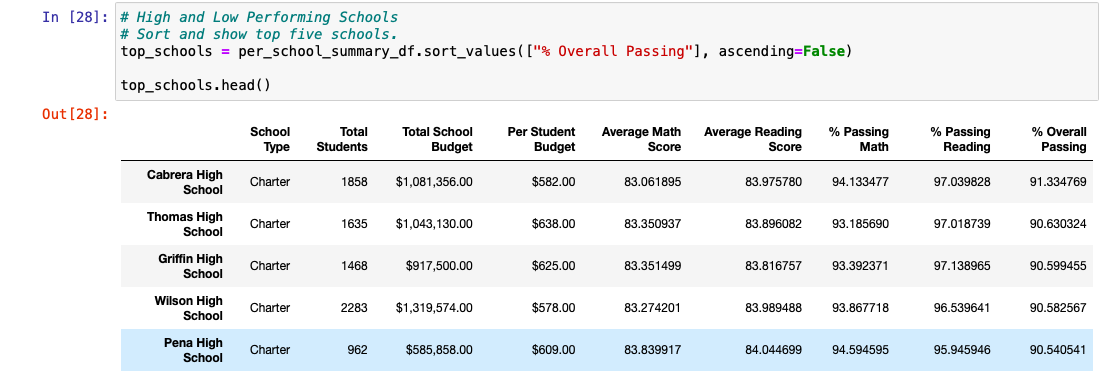 In [28]: # High and Low Performing Schools
# Sort and show top five schools.
top_schools = per_school_summary_df.sort_values(["% Overall Passing"], ascending=False)
top_schools.head()
Out[28]:
School Type Total Students Total School Budget Per Student Budget Average Math Score Average Reading Score % Passing Math % Passing Reading % Overall Passing
Cabrera High School Charter 1858 $1,081,356.00 $582.00 83.061895 83.975780 94.133477 97.039828 91.334769
Thomas High School Charter 1635 $1,043,130.00 $638.00 83.350937 83.896082 93.185690 97.018739 90.630324
Griffin High School Charter 1468 $917,500.00 $625.00 83.351499 83.816757 93.392371 97.138965 90.599455
Wilson High School Charter 2283 $1,319,574.00 $578.00 83.274201 83.989488 93.867718 96.539641 90.582567
Pena High School Charter 962 $585,858.00 $609.00 83.839917 84.044699 94.594595 95.945946 90.540541